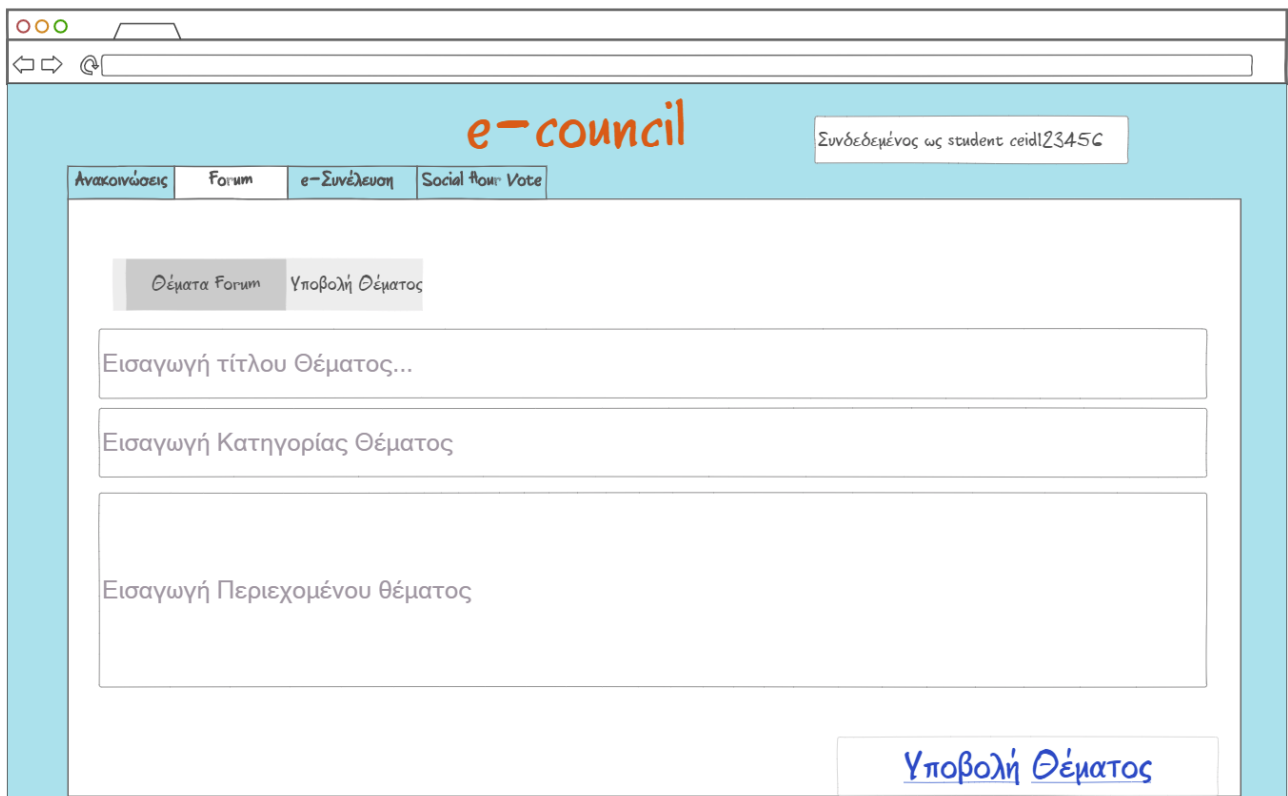 e-council
Συνδεδεμένος ως student ceid123456
Ανακοινώσεις Forum e-Συνέλευση Social Hour Vote
Θέματα Forum Υποβολή Θέματος
Εισαγωγή τίτλου Θέματος...
Εισαγωγή Κατηγορίας Θέματος
Εισαγωγή Περιεχομένου θέματος
Υποβολή Θέματος